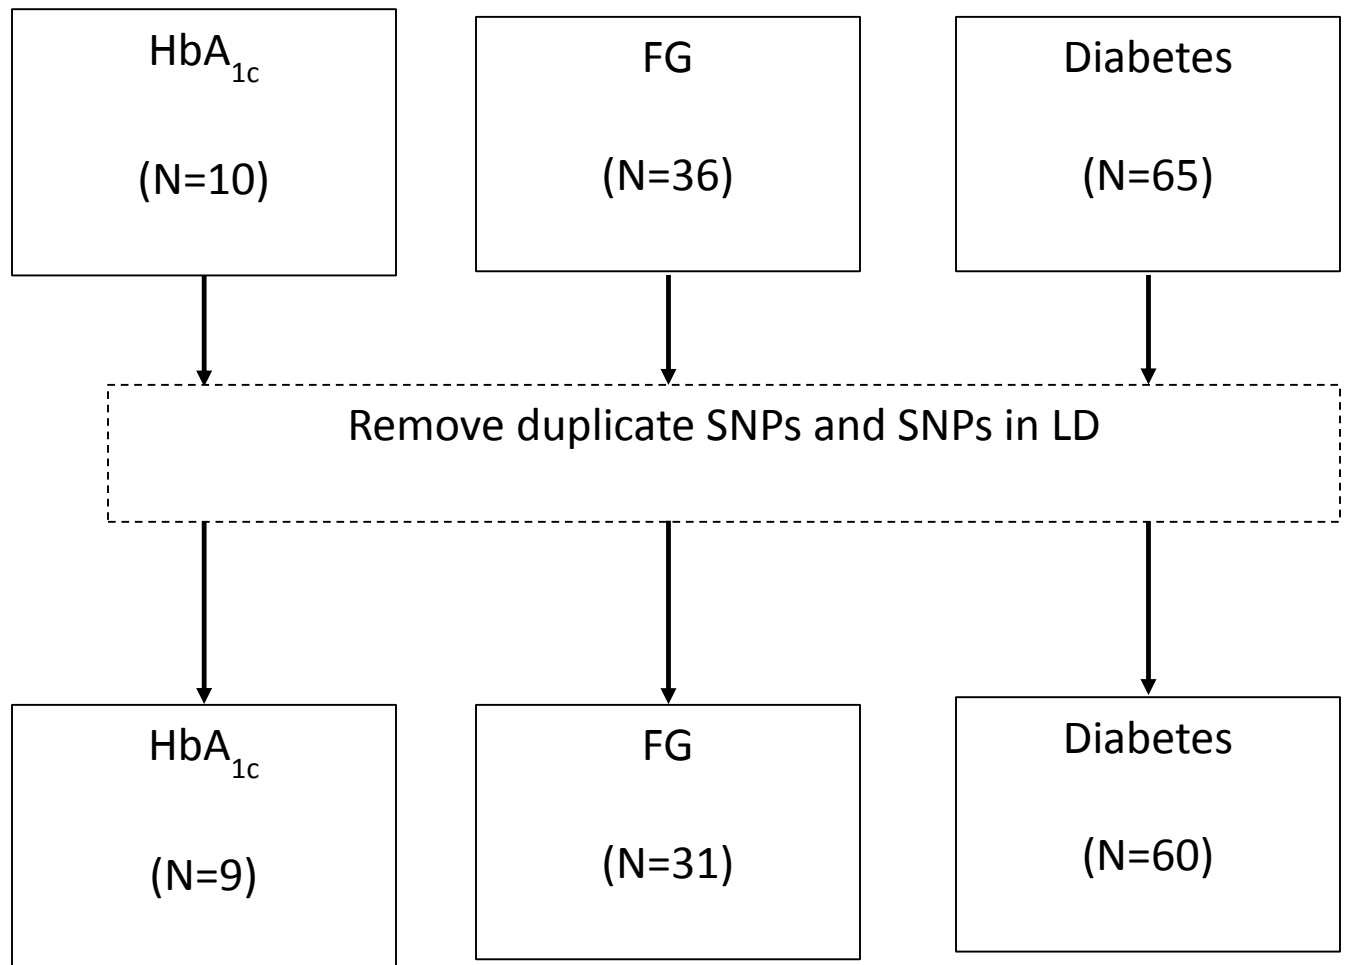 HbA1c
(N=10)
FG
(N=36)
Diabetes
(N=65)
Remove duplicate SNPs and SNPs in LD
HbA1c
(N=9)
FG
(N=31)
Diabetes
(N=60)